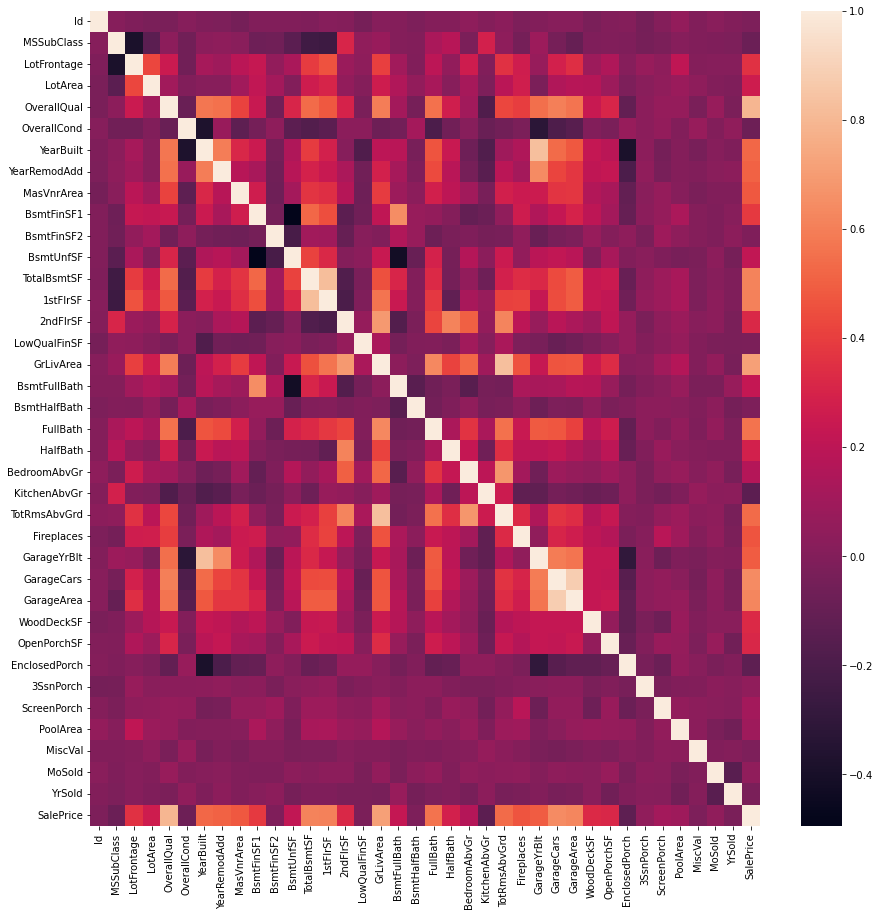 Id
MSSubClass
LotFrontage
LotArea
OverallQual
OverallCond
YearBuilt
YearRemodAdd
MasVnrArea
BsmtFinSF1
BsmtFinSF2
BsmtUnfSF
TotalBsmtSF
1stFlrSF
2ndFlrSF
LowQualFinSF
GrLivArea
BsmtFullBath
BsmtHalfBath
FullBath
HalfBath
BedroomAbvGr
KitchenAbvGr
TotRmsAbvGrd
Fireplaces
GarageYrBlt
GarageCars
GarageArea
WoodDeckSF
OpenPorchSF
EnclosedPorch
3SsnPorch
ScreenPorch
PoolArea
MiscVal
MoSold
YrSold
SalePrice
Id
MSSubClass
LotFrontage
LotArea
OverallQual
OverallCond
YearBuilt
YearRemodAdd
MasVnrArea
BsmtFinSF1
BsmtFinSF2
BsmtUnfSF
TotalBsmtSF
1stFlrSF
2ndFlrSF
LowQualFinSF
GrLivArea
BsmtFullBath
BsmtHalfBath
FullBath
HalfBath
BedroomAbvGr
KitchenAbvGr
TotRmsAbvGrd
Fireplaces
GarageYrBlt
GarageCars
GarageArea
WoodDeckSF
OpenPorchSF
EnclosedPorch
3SsnPorch
ScreenPorch
PoolArea
MiscVal
MoSold
YrSold
SalePrice
1.0
0.8
0.6
0.4
0.2
0.0
−0.2
−0.4